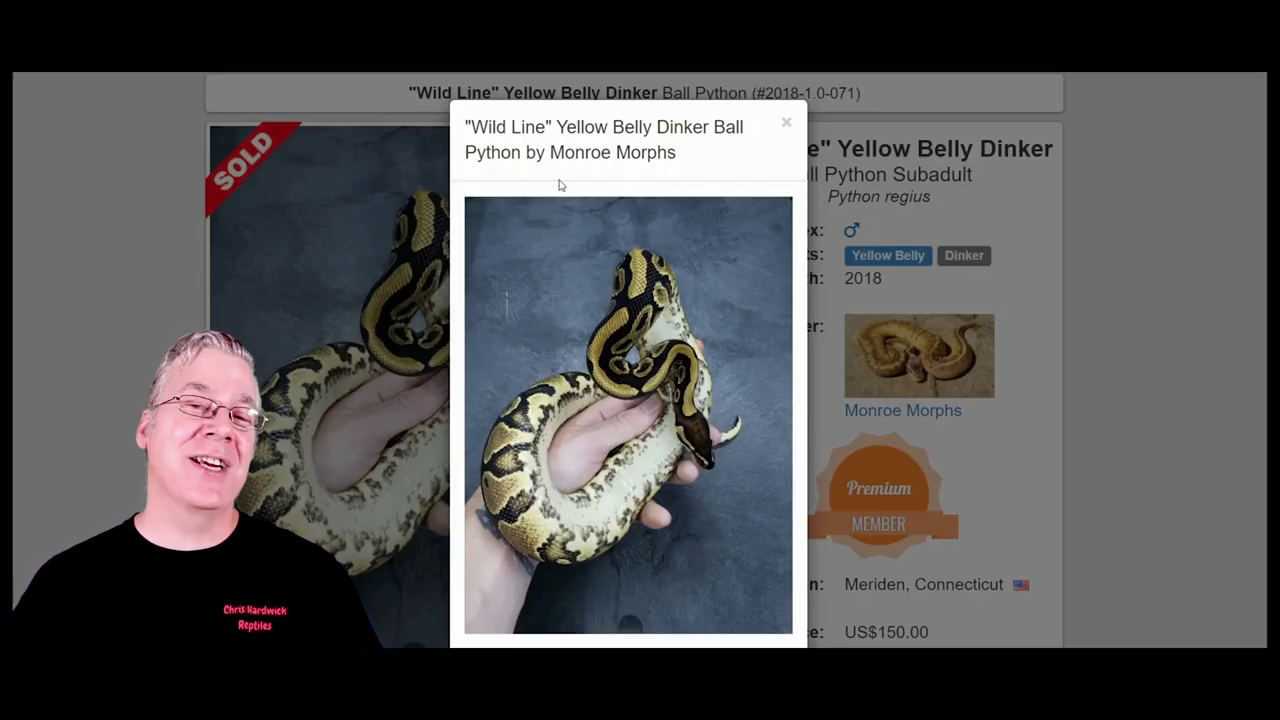 "Wild Line" Yellow Belly Dinker Ball Python (#2018-1.0-071)
"Wild Line" Yellow Belly Dinker Ball
Python by Monroe Morphs
×
SOLD
e" Yellow Belly Dinker
ll Python Subadult
Python regius
ex:
ts:
Yellow Belly
Dinker
th:
2018
er:
Monroe Morphs
Premium
MEMBER
n:
Meriden, Connecticut
e:
US$150.00
Chris Hardwick
Reptiles